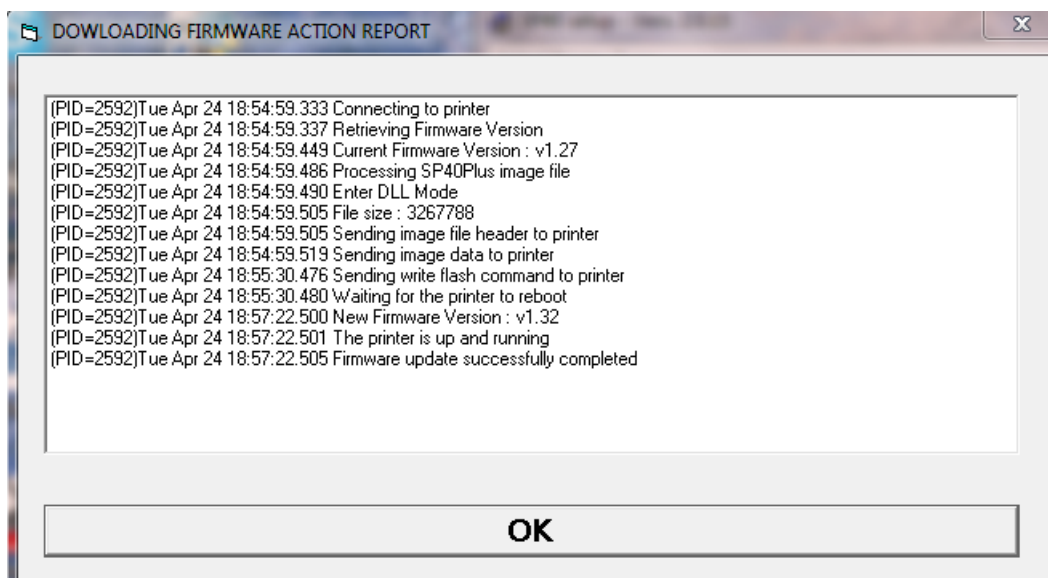 DOWLOADING FIRMWARE ACTION REPORT
(PID=2592)Tue Apr 24 18:54:59.333 Connecting to printer
(PID=2592)Tue Apr 24 18:54:59.337 Retrieving Firmware Version
(PID=2592)Tue Apr 24 18:54:59.449 Current Firmware Version : v1.27
(PID=2592)Tue Apr 24 18:54:59.486 Processing SP40Plus image file
(PID=2592)Tue Apr 24 18:54:59.490 Enter DLL Mode
(PID=2592)Tue Apr 24 18:54:59.505 File size : 3267788
(PID=2592)Tue Apr 24 18:54:59.505 Sending image file header to printer
(PID=2592)Tue Apr 24 18:54:59.519 Sending image data to printer
(PID=2592)Tue Apr 24 18:55:30.476 Sending write flash command to printer
(PID=2592)Tue Apr 24 18:55:30.480 Waiting for the printer to reboot
(PID=2592)Tue Apr 24 18:57:22.500 New Firmware Version : v1.32
(PID=2592)Tue Apr 24 18:57:22.501 The printer is up and running
(PID=2592)Tue Apr 24 18:57:22.505 Firmware update successfully completed
OK